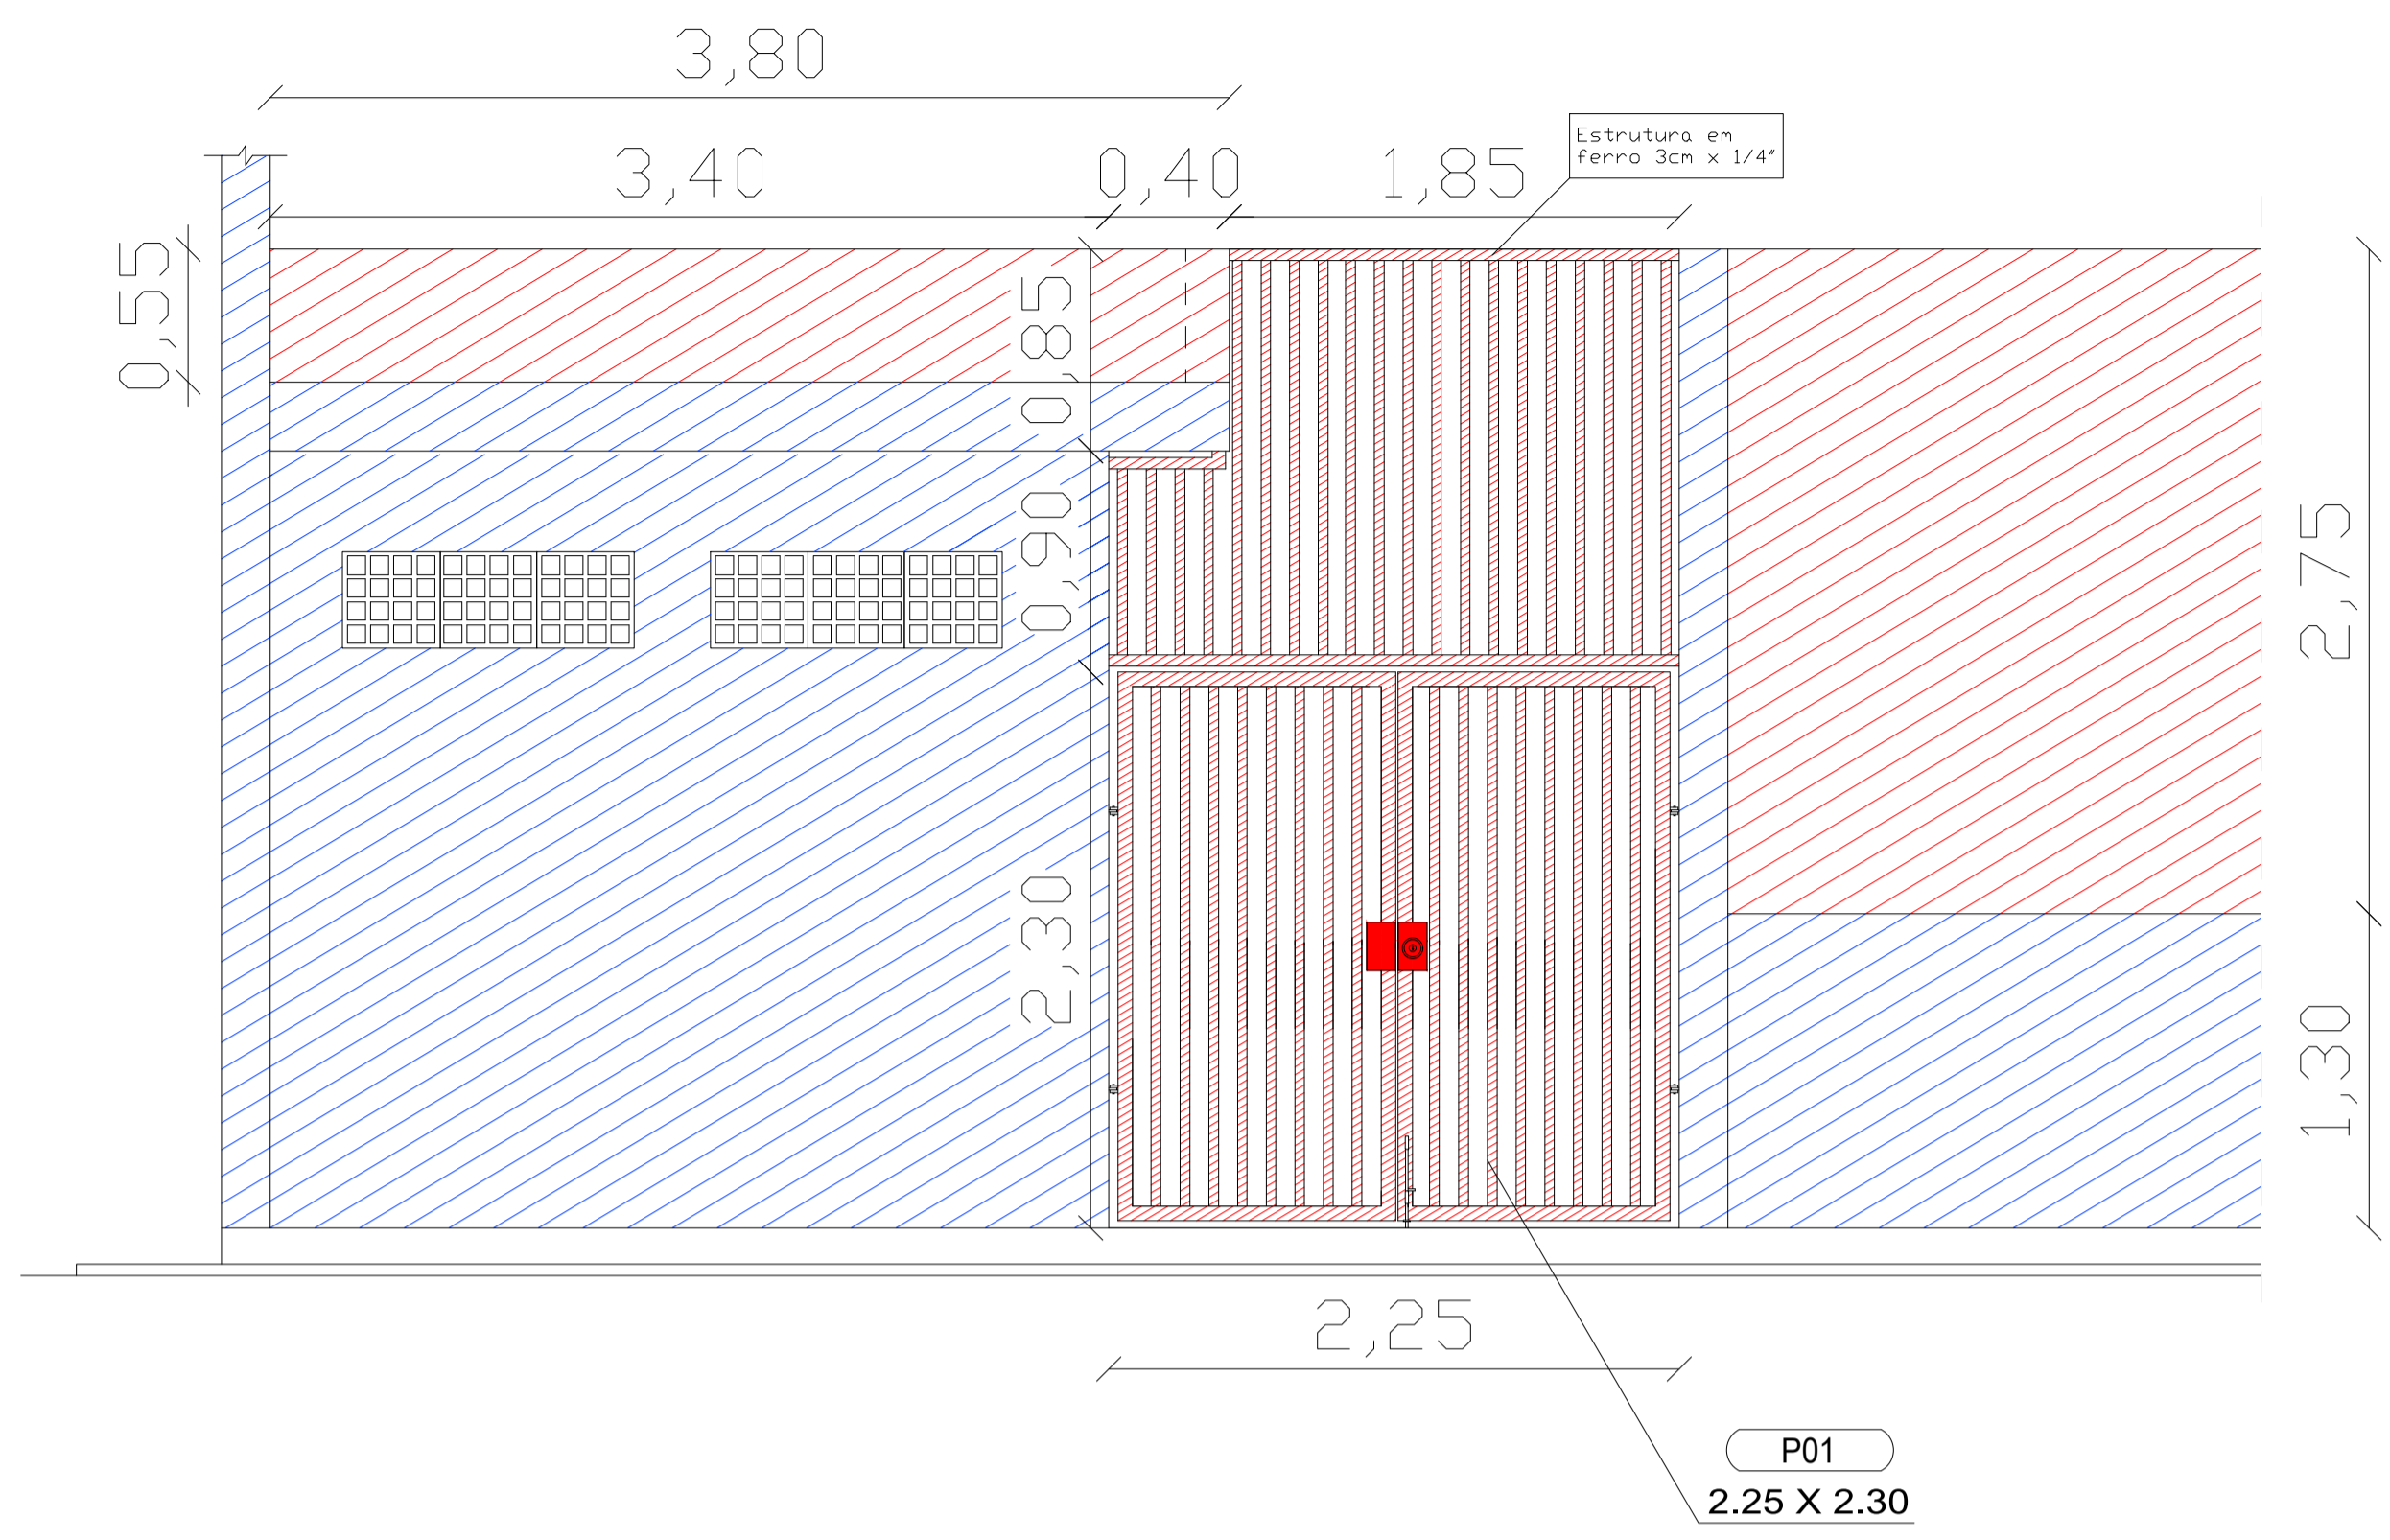 3,80
3,40
0,40
1,85
Estrutura em
ferro 3cm x 1/4"
0,55
0,85
0,90
2,30
2,75
1,30
2,25
P01
2.25 X 2.30